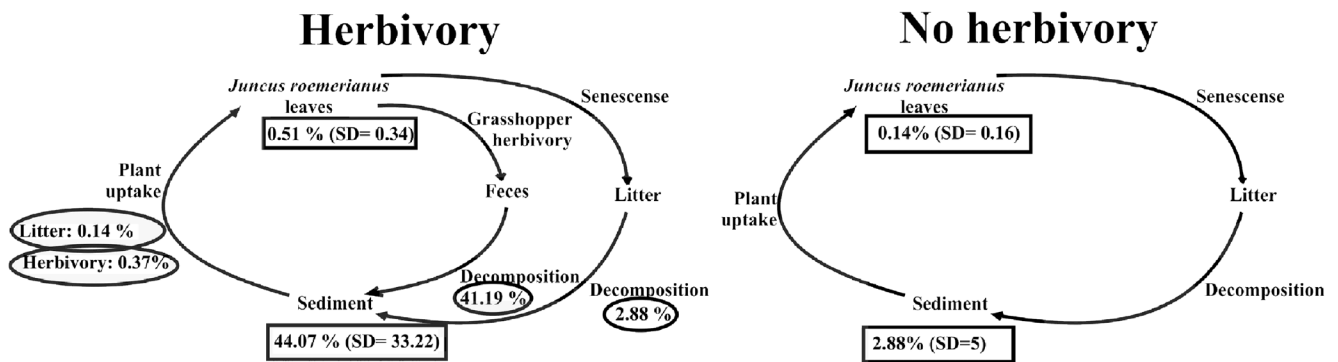 Herbivory
Juncus roemerianus
leaves
0.51 % (SD= 0.34)
Senescense
Grasshopper
herbivory
Plant
uptake
Feces
Litter
Litter: 0.14 %
Herbivory: 0.37%
Decomposition
41.19 %
Decomposition
2.88 %
Sediment
44.07 % (SD= 33.22)
No herbivory
Juncus roemerianus
leaves
0.14% (SD= 0.16)
Senescense
Plant
uptake
Litter
Decomposition
Sediment
2.88% (SD=5)